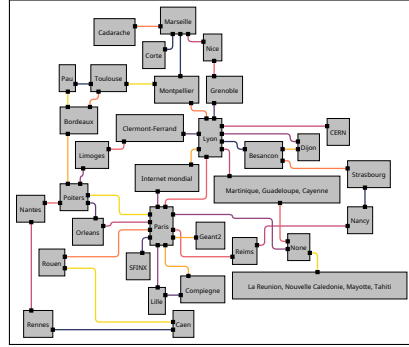 Marseille
Cadarache
Nice
Corte
Pau
Toulouse
Montpellier
Grenoble
Bordeaux
Clermont-Ferrand
Lyon
CERN
Dijon
Limoges
Besancon
Internet mondial
Strasbourg
Martinique, Guadeloupe, Cayenne
Poitiers
Nantes
Nancy
Orleans
Paris
Geant2
None
Reims
Rouen
SFINX
La Reunion, Nouvelle Caledonie, Mayotte, Tahiti
Lille
Compiegne
Rennes
Caen